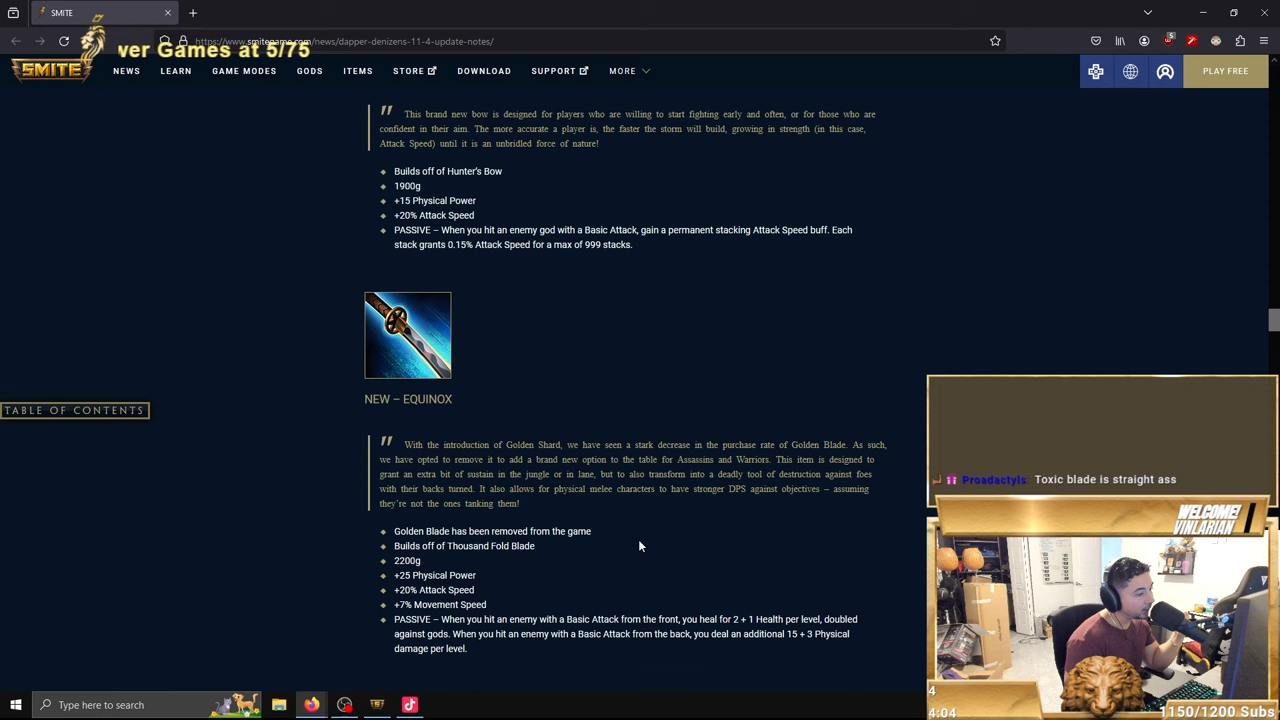 SMITE
https://www.smitegame.com/news/dapper-denizens-11-4-update-notes/
ver Games at 5/75
5
SMITE
NEWS
LEARN
GAME MODES
GODS
ITEMS
STORE
DOWNLOAD
SUPPORT
MORE
PLAY FREE
" This brand new bow is designed for players who are willing to start fighting early and often, or for those who are
confident in their aim. The more accurate a player is, the faster the storm will build, growing in strength (in this case,
Attack Speed) until it is an unbridled force of nature!
Builds off of Hunter's Bow
1900g
+15 Physical Power
+20% Attack Speed
PASSIVE – When you hit an enemy god with a Basic Attack, gain a permanent stacking Attack Speed buff. Each
stack grants 0.15% Attack Speed for a max of 999 stacks.
NEW – EQUINOX
TABLE OF CONTENTS
" With the introduction of Golden Shard, we have seen a stark decrease in the purchase rate of Golden Blade. As such,
we have opted to remove it to add a brand new option to the table for Assassins and Warriors. This item is designed to
grant an extra bit of sustain in the jungle or in lane, but to also transform into a deadly tool of destruction against foes
with their backs turned. It also allows for physical melee characters to have stronger DPS against objectives – assuming
they're not the ones tanking them!
Golden Blade has been removed from the game
Builds off of Thousand Fold Blade
2200g
+25 Physical Power
+20% Attack Speed
+7% Movement Speed
PASSIVE – When you hit an enemy with a Basic Attack from the front, you heal for 2 + 1 Health per level, doubled
against gods. When you hit an enemy with a Basic Attack from the back, you deal an additional 15 + 3 Physical
damage per level.
Proadactyls: Toxic blade is straight ass
WELCOME!
VINLARIAN
4
4:04
1150/1200 Subs
Type here to search